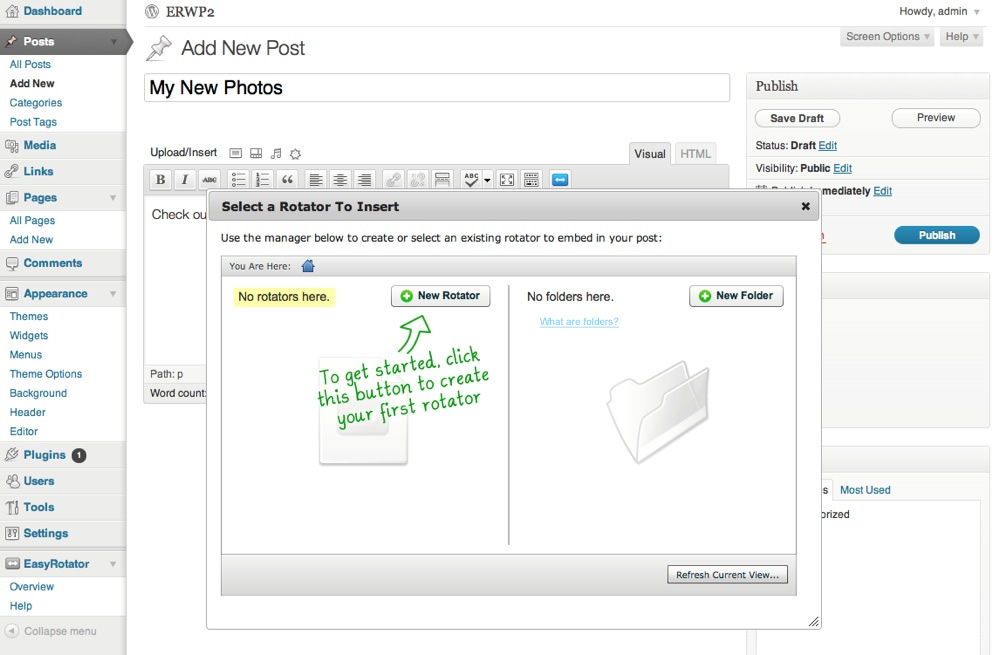 Dashboard
Posts
All Posts
Add New
Categories
Post Tags
Media
Links
Pages
All Pages
Add New
Comments
Appearance
Themes
Widgets
Menus
Theme Options
Background
Header
Editor
Plugins 1
Users
Tools
Settings
EasyRotator
Overview
Help
Collapse menu
ERWP2
Howdy, admin
Screen Options
Help
Add New Post
My New Photos
Upload/Insert
Visual
HTML
B I ABC
ABC
Check ou
Path: p
Word count:
Select a Rotator To Insert
Use the manager below to create or select an existing rotator to embed in your post:
You Are Here:
No rotators here.
New Rotator
To get started, click
this button to create
your first rotator
No folders here.
New Folder
What are folders?
Refresh Current View...
Publish
Save Draft
Preview
Status: Draft Edit
Visibility: Public Edit
mmediately Edit
Publish
s
Most Used
orized